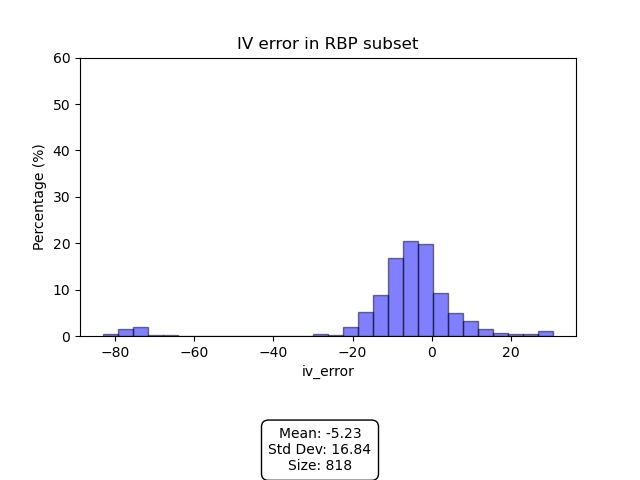 IV error in RBP subset
60
50
40
30
20
10
0
Percentage (%)
−80
−60
−40
−20
0
20
iv_error
Mean: -5.23
Std Dev: 16.84
Size: 818